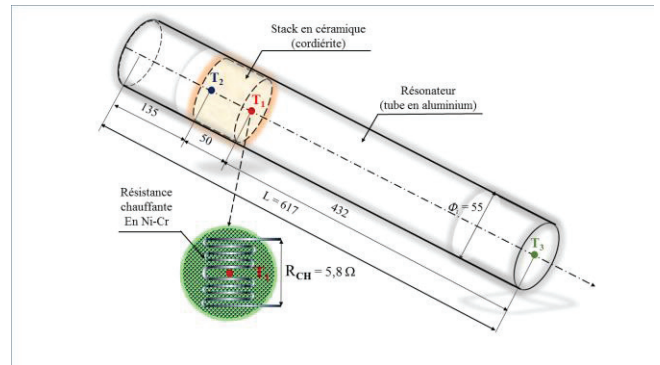 Stack en céramique
(cordiérite)
T₂
T₁
Résonateur
(tube en aluminium)
135
50
L = 617
432
Φᵢ = 55
T₃
Résistance
chauffante
En Ni-Cr
T₁
R_CH = 5,8 Ω